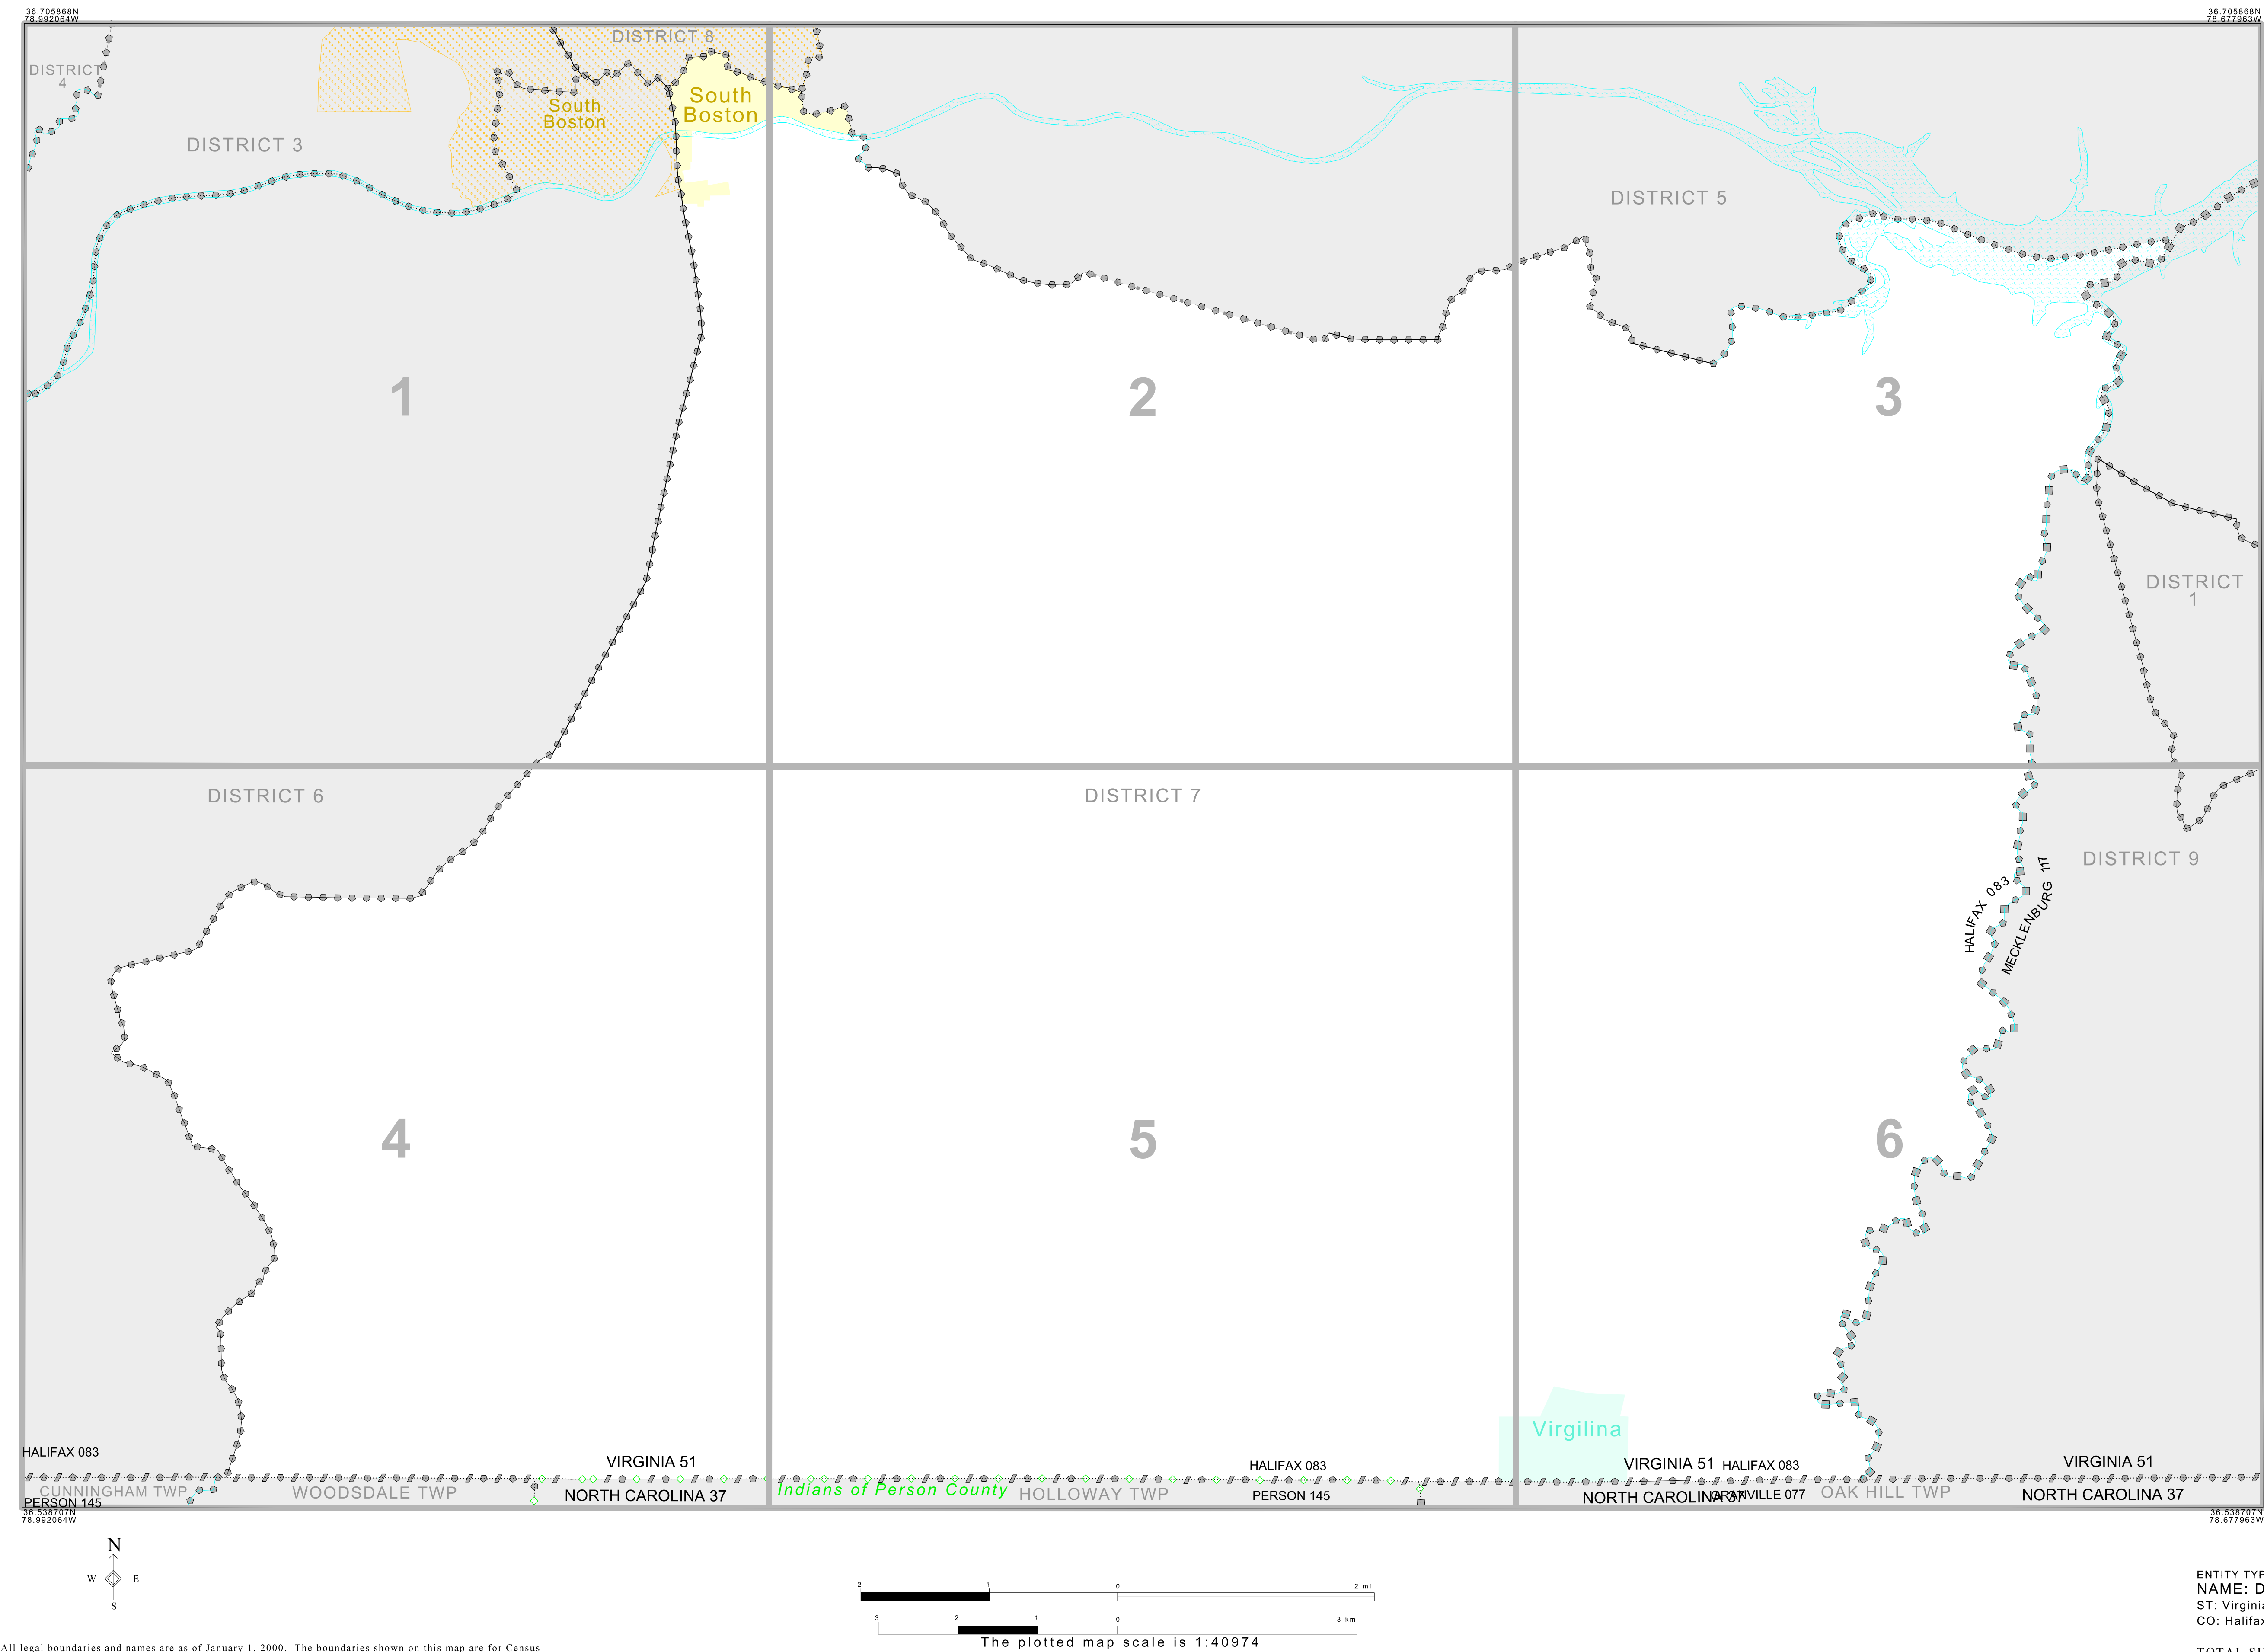 36.705868N
78.992064W
36.705868N
78.677963W
DISTRICT 8
DISTRICT
4
South
Boston
South
Boston
DISTRICT 3
DISTRICT 5
1
2
3
DISTRICT
1
DISTRICT 6
DISTRICT 7
DISTRICT 9
HALIFAX 083
MECKLENBURG 117
4
5
6
Virgilina
HALIFAX 083
VIRGINIA 51
HALIFAX 083
VIRGINIA 51
HALIFAX 083
VIRGINIA 51
CUNNINGHAM TWP
WOODSDALE TWP
NORTH CAROLINA 37
Indians of Person County
HOLLOWAY TWP
PERSON 145
NORTH CAROLINA 37
GRANVILLE 077
OAK HILL TWP
NORTH CAROLINA 37
PERSON 145
36.538707N
78.992064W
36.538707N
78.677963W
N
W
E
S
2 1 0 2 mi
3 2 1 0 3 km
The plotted map scale is 1:40974
ENTITY TYP
NAME: D
ST: Virginia
CO: Halifax
All legal boundaries and names are as of January 1, 2000. The boundaries shown on this map are for Census
TOTAL SH